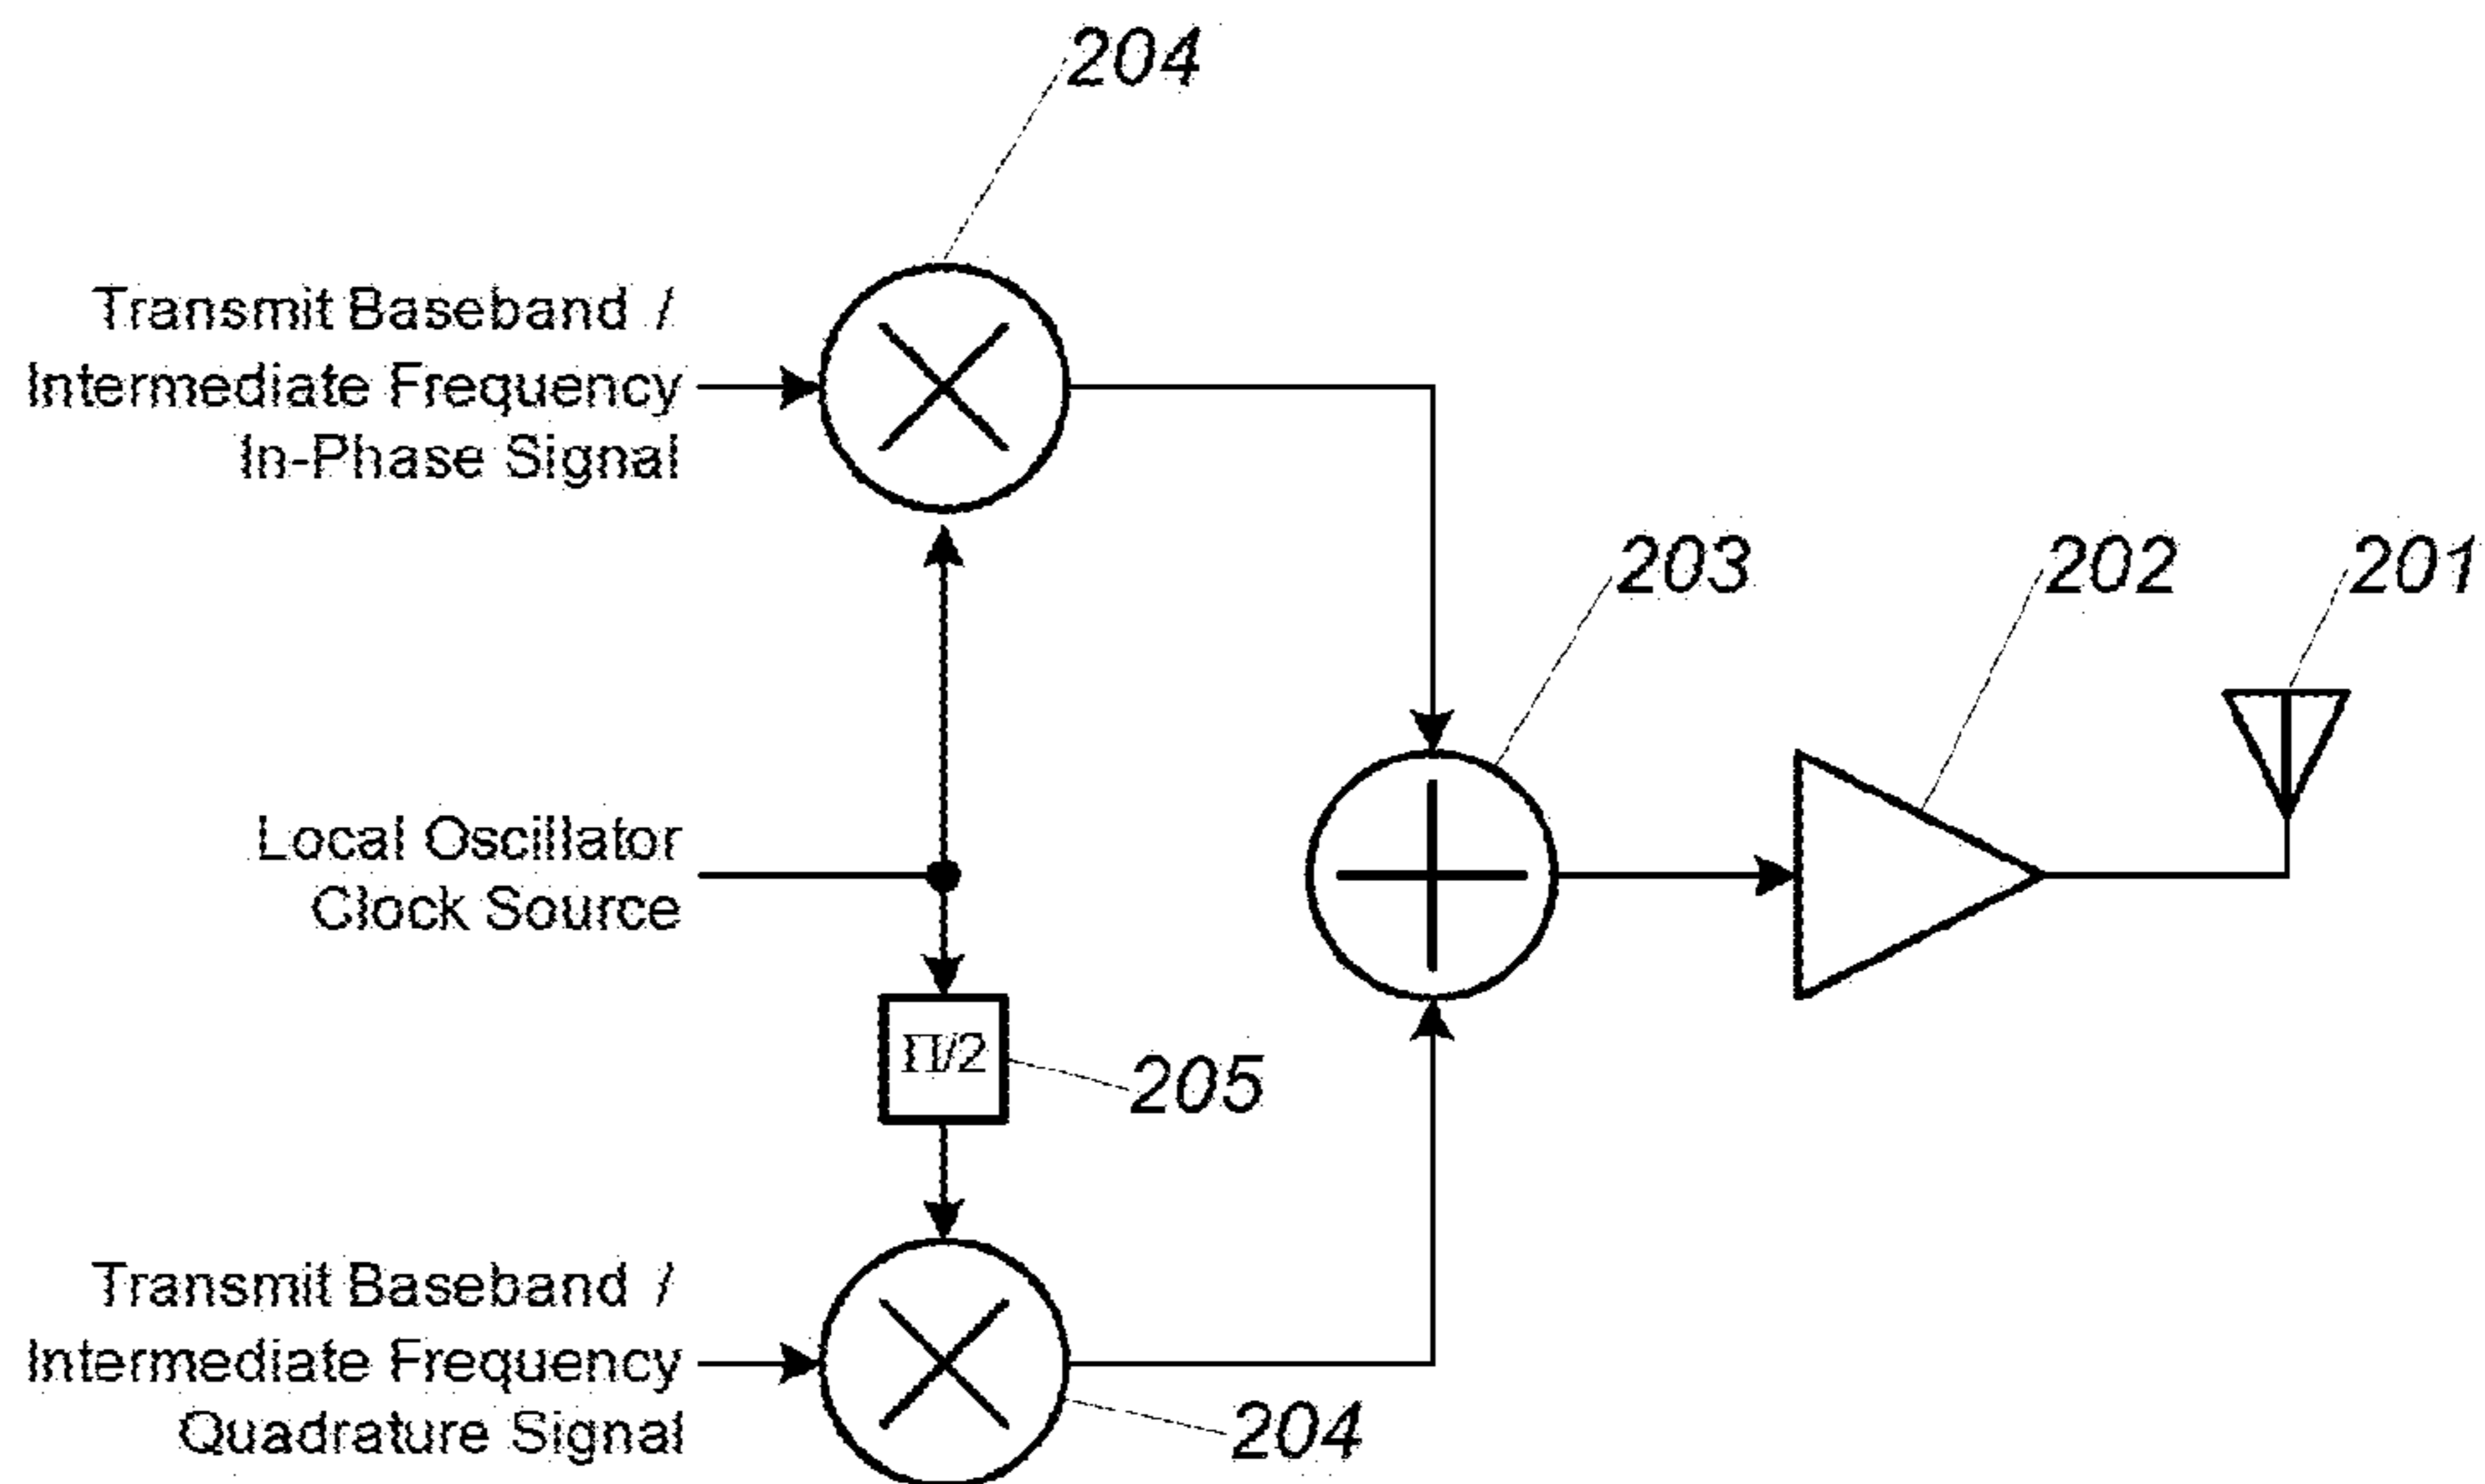 204
Transmit Baseband /
Intermediate Frequency
In-Phase Signal
203
202
201
Local Oscillator
Clock Source
Π/2
205
Transmit Baseband /
Intermediate Frequency
Quadrature Signal
204